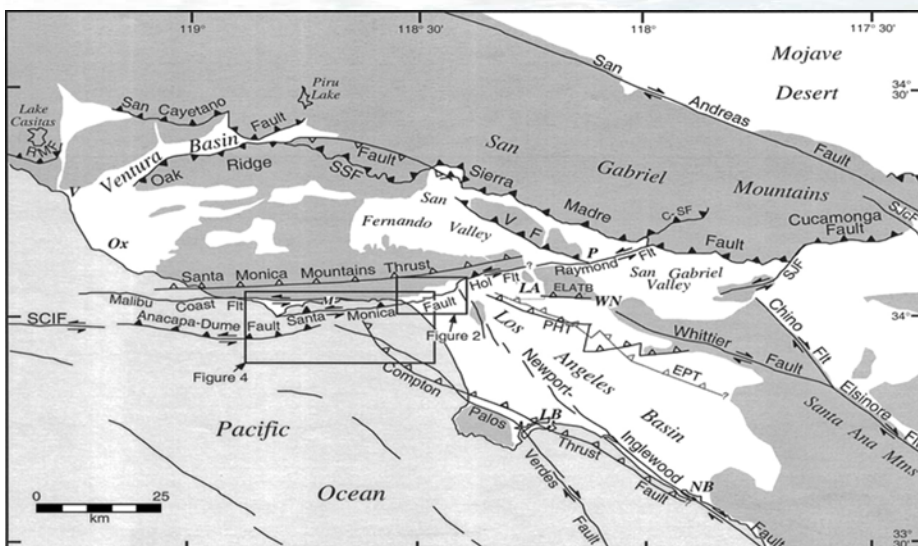 119°
118° 30'
118°
117° 30'
Mojave
Desert
34°
30'
San
Andreas
Fault
Piru
Lake
Lake
Casitas
San Cayetano
Fault
RMF
V
Ventura
Basin
Oak
Ridge
Fault
SSF
San
Gabriel
Mountains
Sierra
Madre
Fault
C-SF
Cucamonga
Fault
SJcF
San
Fernando Valley
V F
P
Ox
Raymond Flt
San Gabriel
Valley
SJF
Santa Monica Mountains Thrust
Hol Flt
?
LA
ELATB
WN
Malibu
Coast Flt
M
Fault
SCIF
Anacapa-Dume Fault
Santa Monica
Figure 2
Figure 4
PHT
34°
Whittier
Fault
Chino
Flt
EPT
?
Los
Angeles
Basin
Newport-
Inglewood
Fault
Compton
Thrust
Fault
Elsinore
Flt
Santa Ana Mtns
Pacific
Ocean
Palos
Verdes
Fault
LB
NB
0
25
km
33°
30'